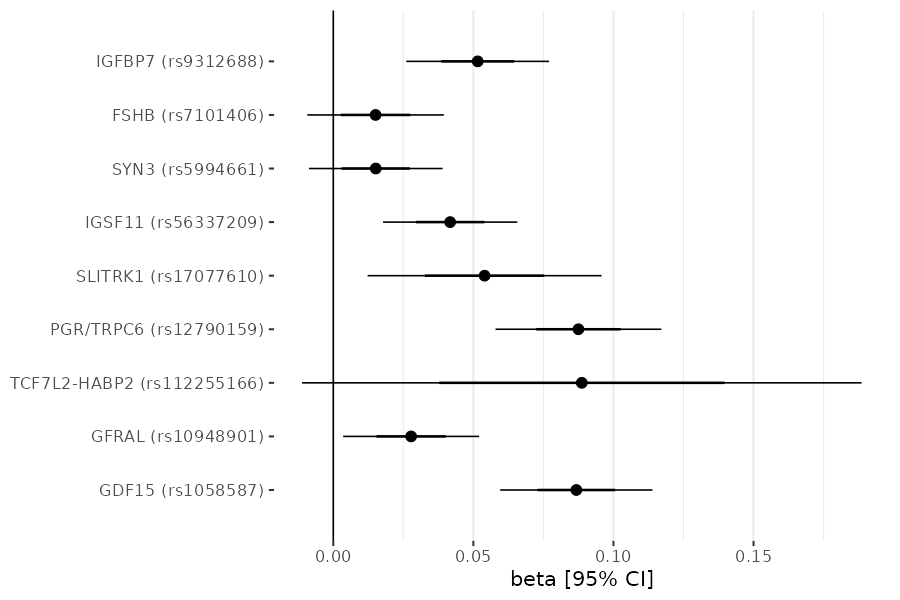 IGFBP7 (rs9312688)
FSHB (rs7101406)
SYN3 (rs5994661)
IGSF11 (rs56337209)
SLITRK1 (rs17077610)
PGR/TRPC6 (rs12790159)
TCF7L2-HABP2 (rs112255166)
GFRAL (rs10948901)
GDF15 (rs1058587)
0.00 0.05 0.10 0.15
beta [95% CI]